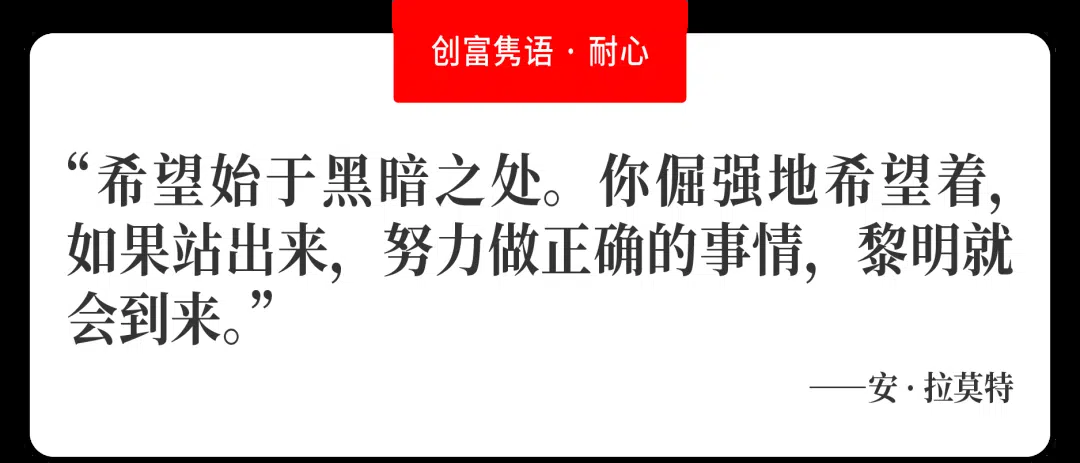 创富隽语 · 耐心
“希望始于黑暗之处。你倔强地希望着，
如果站出来，努力做正确的事情，黎明就
会到来。”
——安 · 拉莫特